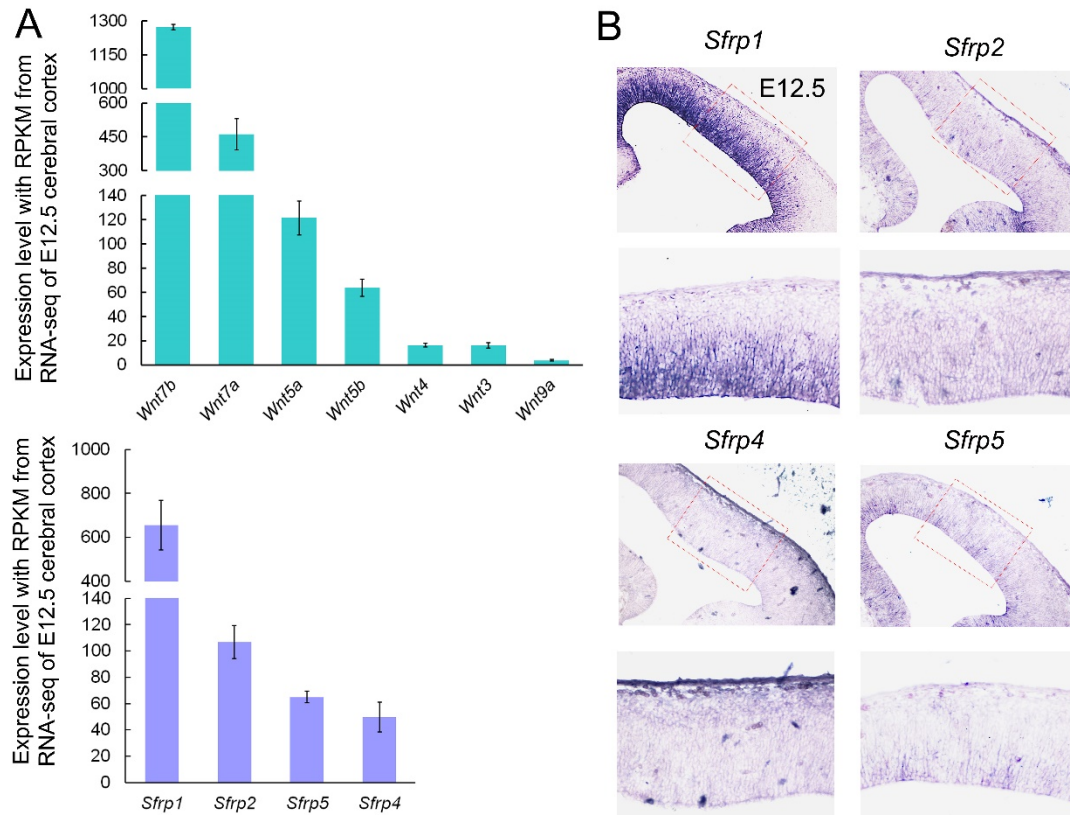 A
Expression level with RPKM from
RNA-seq of E12.5 cerebral cortex
1300
1150
1000
600
450
300
140
120
100
80
60
40
20
0
Wnt7b
Wnt7a
Wnt5a
Wnt5b
Wnt4
Wnt3
Wnt9a
Expression level with RPKM from
RNA-seq of E12.5 cerebral cortex
1000
800
600
400
140
120
100
80
60
40
20
0
Sfrp1
Sfrp2
Sfrp5
Sfrp4
B
Sfrp1
Sfrp2
E12.5
Sfrp4
Sfrp5